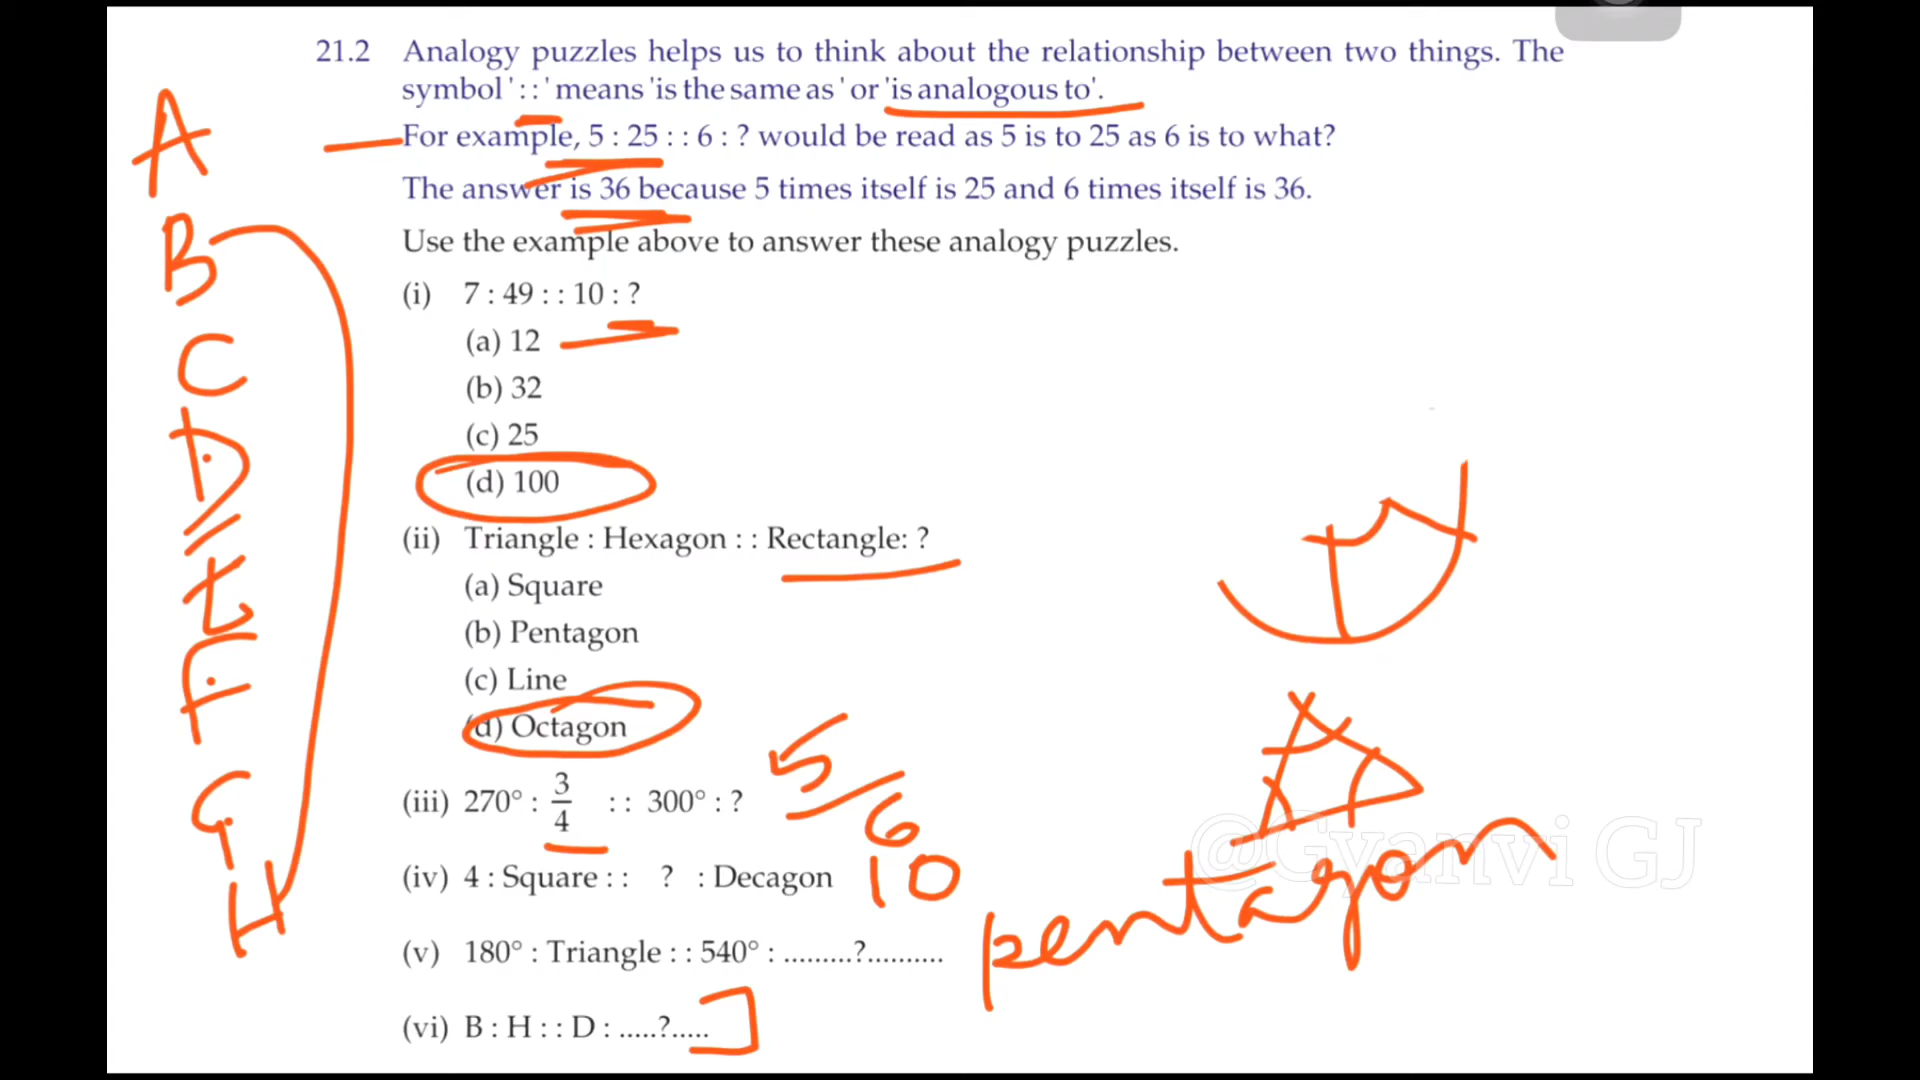 21.2 Analogy puzzles helps us to think about the relationship between two things. The
symbol '::' means 'is the same as ' or 'is analogous to'.
For example, 5 : 25 : : 6 : ? would be read as 5 is to 25 as 6 is to what?
The answer is 36 because 5 times itself is 25 and 6 times itself is 36.
Use the example above to answer these analogy puzzles.
(i) 7 : 49 : : 10 : ?
(a) 12
(b) 32
(c) 25
(d) 100
(ii) Triangle : Hexagon : : Rectangle: ?
(a) Square
(b) Pentagon
(c) Line
(d) Octagon
(iii) 270° : 3/4 : : 300° : ? 5/6
(iv) 4 : Square : : ? : Decagon 10
(v) 180° : Triangle : : 540° : .........?.......... pentagon
(vi) B : H : : D : .....?.....
A
B
C
D
E
F
G
H
@Gyanvi GJ